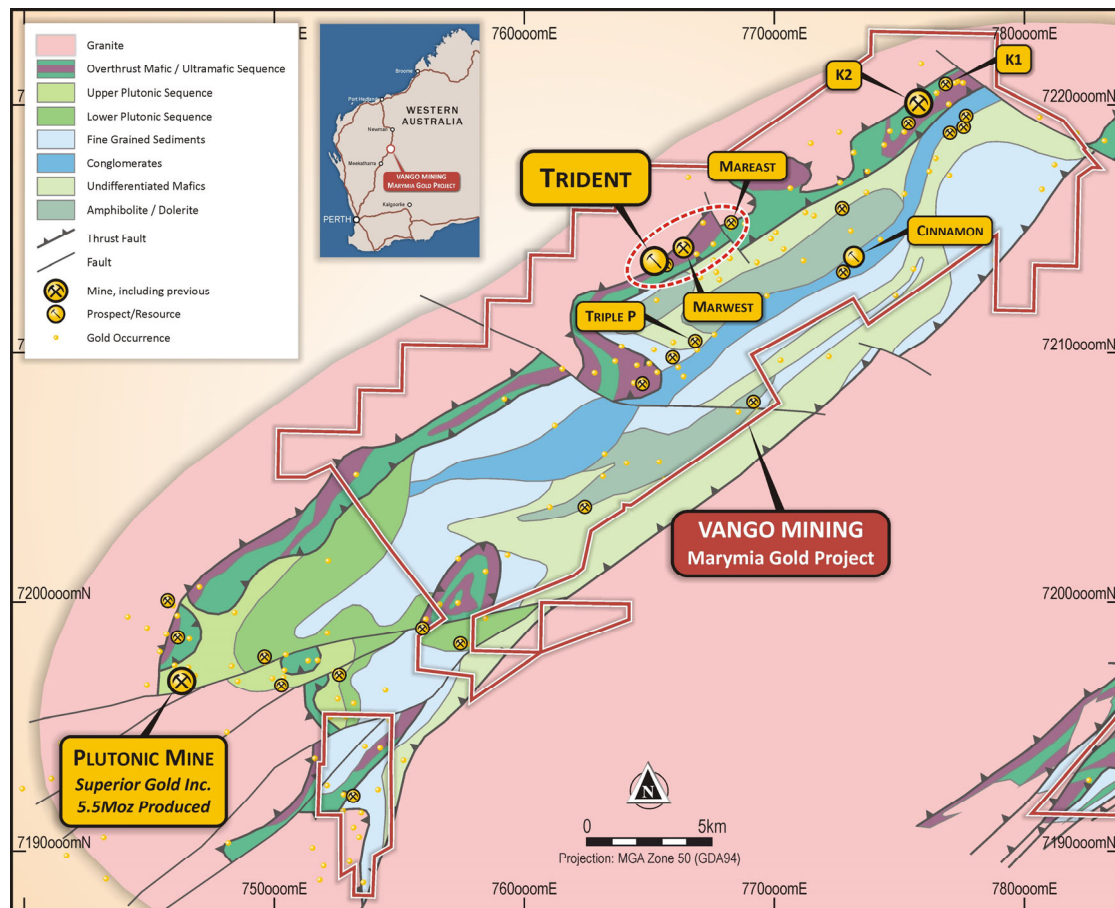 760000mE
770000mE
780000mE
Granite
Overthrust Mafic / Ultramafic Sequence
Upper Plutonic Sequence
Lower Plutonic Sequence
Fine Grained Sediments
Conglomerates
Undifferentiated Mafics
Amphibolite / Dolerite
Thrust Fault
Fault
Mine, including previous
Prospect/Resource
Gold Occurrence
Broome
Port Hedland
WESTERN
AUSTRALIA
Newman
Meekatharra
VANGO MINING
MARYMIA GOLD PROJECT
Kalgoorlie
PERTH
K2
K1
7220000mN
TRIDENT
MAREAST
CINNAMON
MARWEST
TRIPLE P
7210000mN
VANGO MINING
Marymia Gold Project
7200000mN
7200000mN
PLUTONIC MINE
Superior Gold Inc.
5.5Moz Produced
N
0 5km
Projection: MGA Zone 50 (GDA94)
7190000mN
7190000mN
750000mE
760000mE
770000mE
780000mE